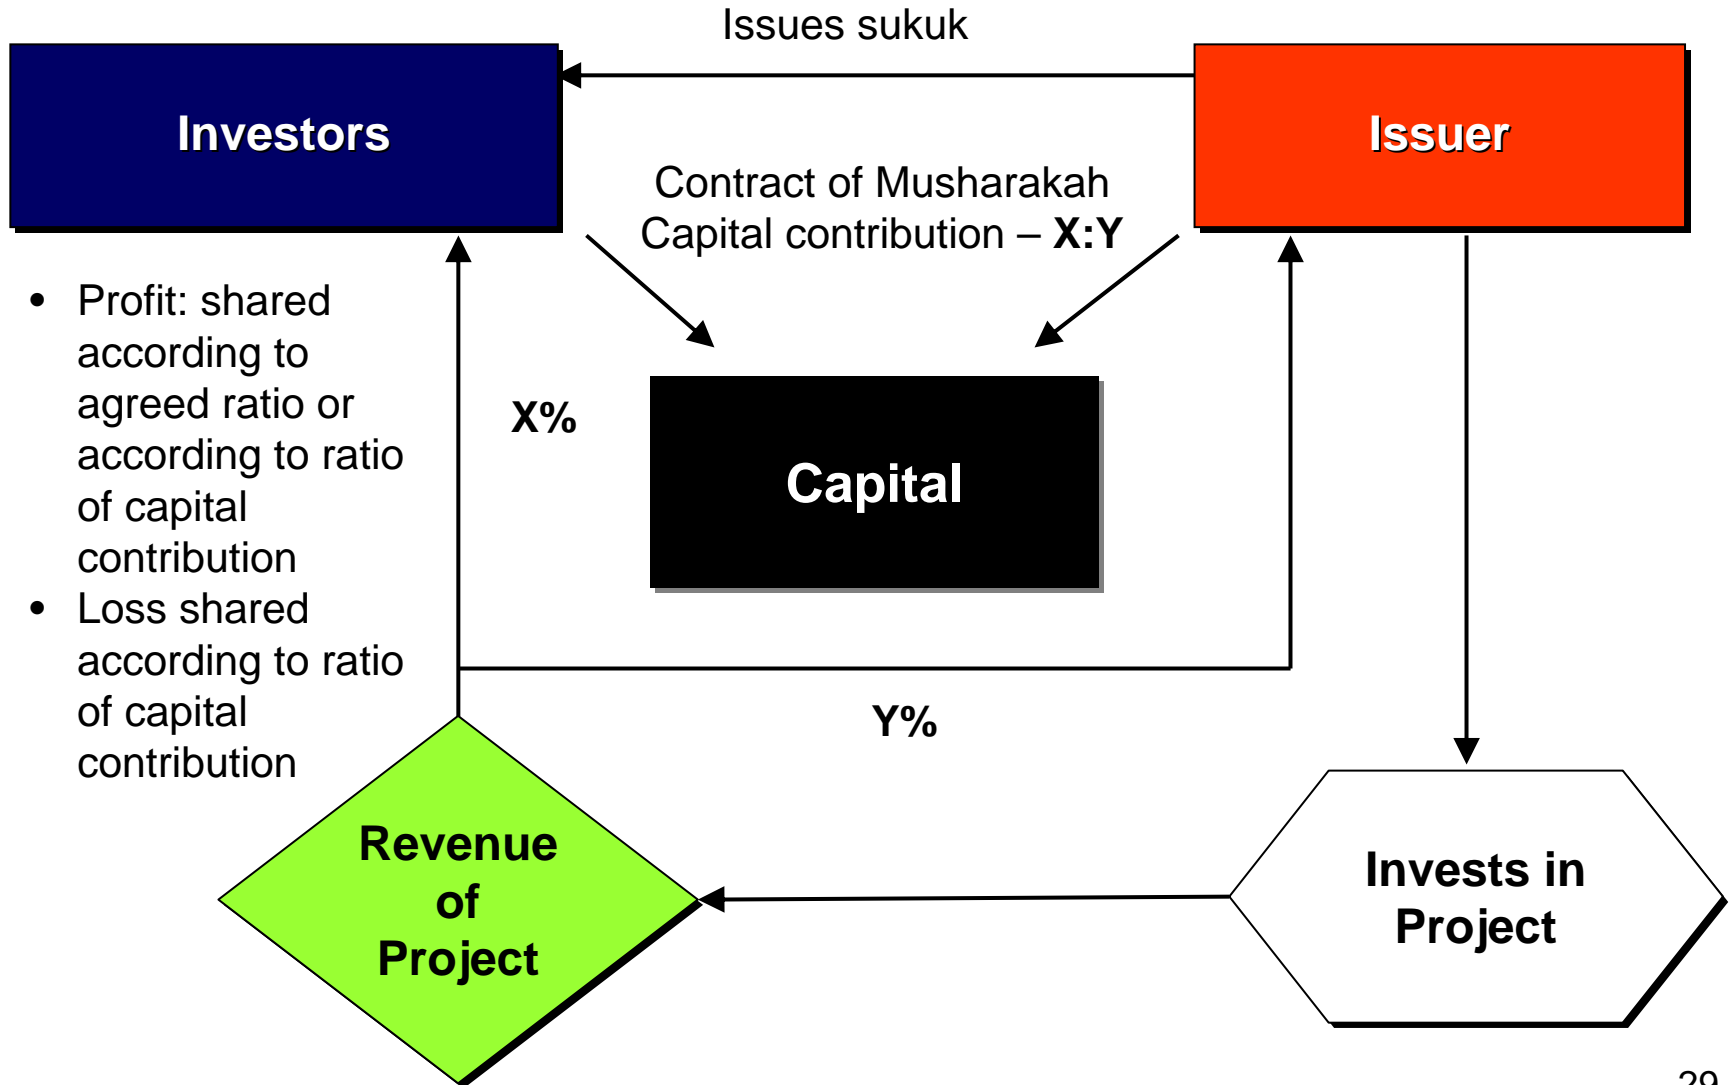 Issues sukuk
Investors
Issuer
Contract of Musharakah
Capital contribution – X:Y
• Profit: shared
according to
agreed ratio or
according to ratio
of capital
contribution
• Loss shared
according to ratio
of capital
contribution
X%
Capital
Y%
Revenue
of
Project
Invests in
Project
29